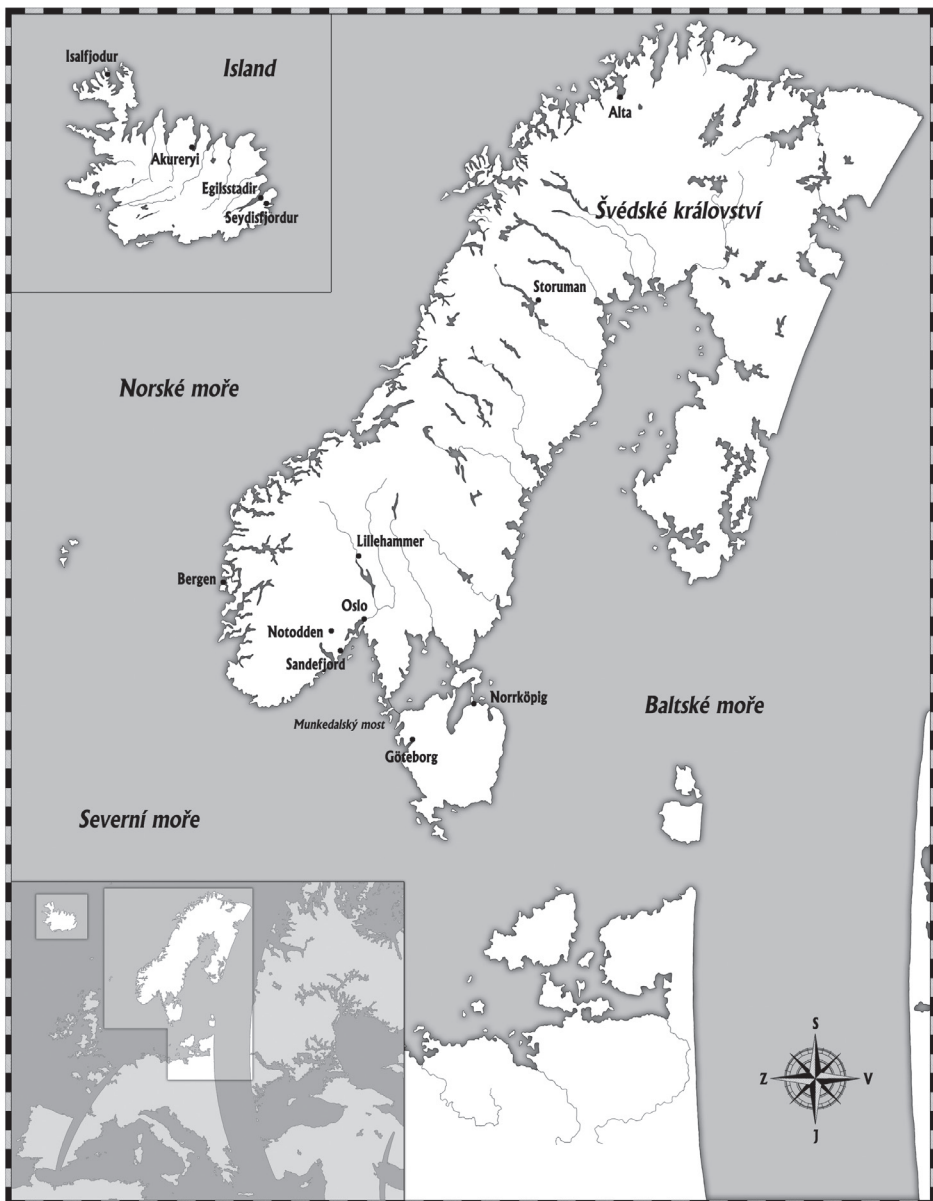 Isalfjodur
Island
Alta
Akureryi
Egilsstadir
Seydisfjordur
Švédské království
Storuman
Norské moře
Lillehammer
Bergen
Oslo
Notodden
Sandefjord
Norrköpig
Baltské moře
Munkedalský most
Göteborg
Severní moře
S
Z
V
J